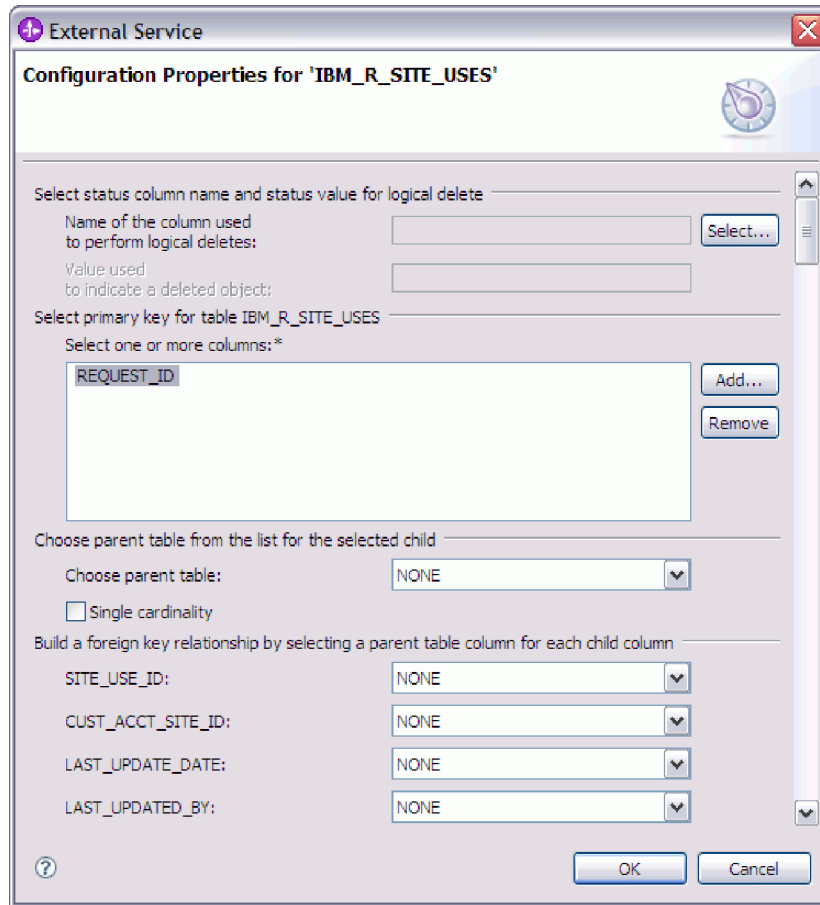 External Service
Configuration Properties for 'IBM_R_SITE_USES'
Select status column name and status value for logical delete
Name of the column used
to perform logical deletes:
Select...
Value used
to indicate a deleted object:
Select primary key for table IBM_R_SITE_USES
Select one or more columns:*
REQUEST_ID
Add...
Remove
Choose parent table from the list for the selected child
Choose parent table: NONE
Single cardinality
Build a foreign key relationship by selecting a parent table column for each child column
SITE_USE_ID: NONE
CUST_ACCT_SITE_ID: NONE
LAST_UPDATE_DATE: NONE
LAST_UPDATED_BY: NONE
? OK Cancel